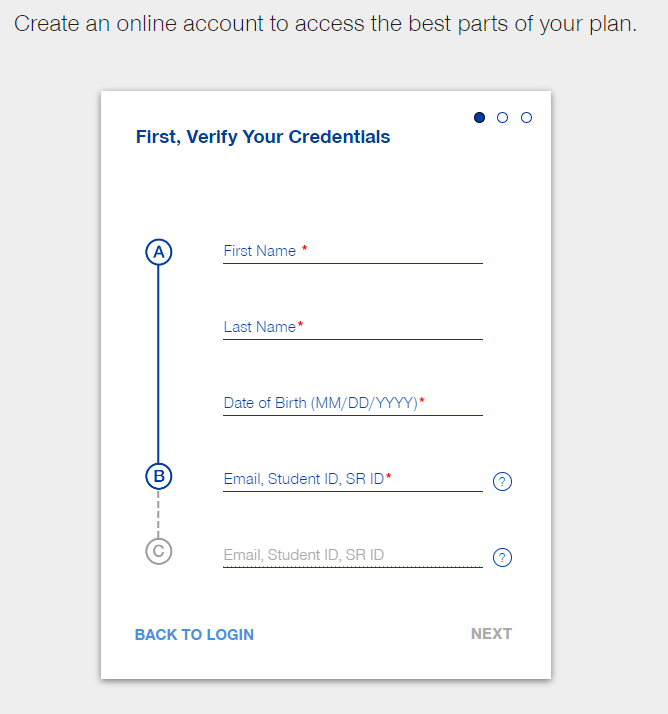 Create an online account to access the best parts of your plan.
First, Verify Your Credentials
A
First Name *
Last Name*
Date of Birth (MM/DD/YYYY)*
B
Email, Student ID, SR ID*
?
C
Email, Student ID, SR ID
?
BACK TO LOGIN
NEXT